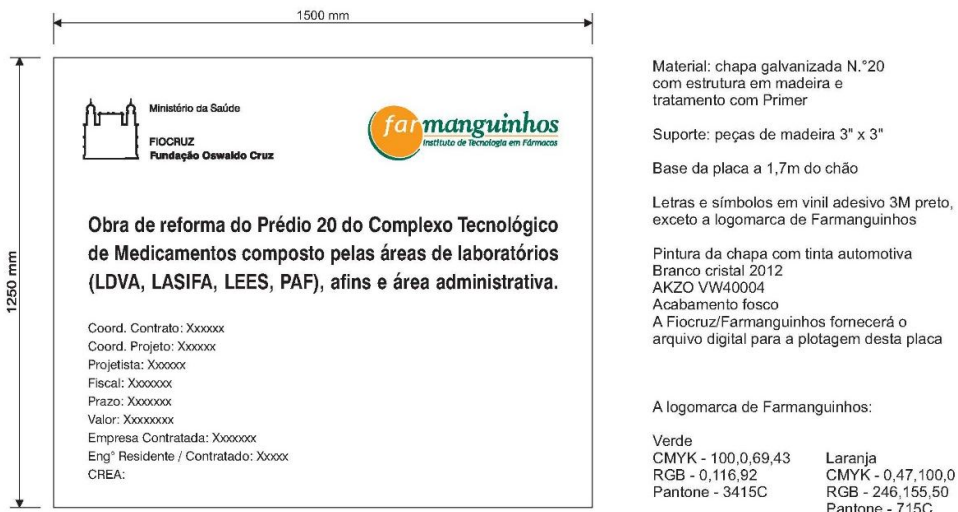 1500 mm
1250 mm
Ministério da Saúde
FIOCRUZ
Fundação Oswaldo Cruz
farmanguinhos
Instituto de Tecnologia em Fármacos
Obra de reforma do Prédio 20 do Complexo Tecnológico
de Medicamentos composto pelas áreas de laboratórios
(LDVA, LASIFA, LEES, PAF), afins e área administrativa.
Coord. Contrato: Xxxxxx
Coord. Projeto: Xxxxxx
Projetista: Xxxxxx
Fiscal: Xxxxxxx
Prazo: Xxxxxxx
Valor: Xxxxxxxx
Empresa Contratada: Xxxxxxx
Eng° Residente / Contratado: Xxxxx
CREA:
Material: chapa galvanizada N.°20
com estrutura em madeira e
tratamento com Primer
Suporte: peças de madeira 3" x 3"
Base da placa a 1,7m do chão
Letras e símbolos em vinil adesivo 3M preto,
exceto a logomarca de Farmanguinhos
Pintura da chapa com tinta automotiva
Branco cristal 2012
AKZO VW40004
Acabamento fosco
A Fiocruz/Farmanguinhos fornecerá o
arquivo digital para a plotagem desta placa
A logomarca de Farmanguinhos:
Verde
CMYK - 100,0,69,43
RGB - 0,116,92
Pantone - 3415C
Laranja
CMYK - 0,47,100,0
RGB - 246,155,50
Pantone - 715C